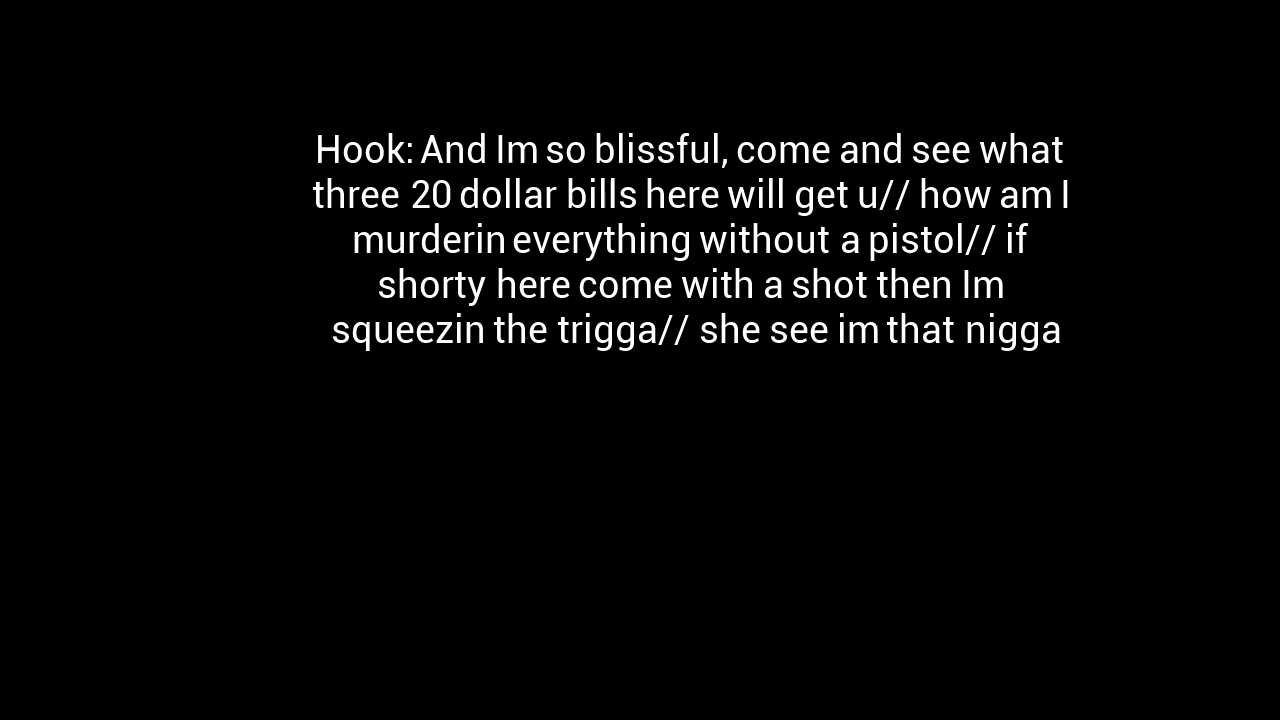 Hook: And Im so blissful, come and see what
three 20 dollar bills here will get u// how am I
murderin everything without a pistol// if
shorty here come with a shot then Im
squeezin the trigga// she see im that nigga